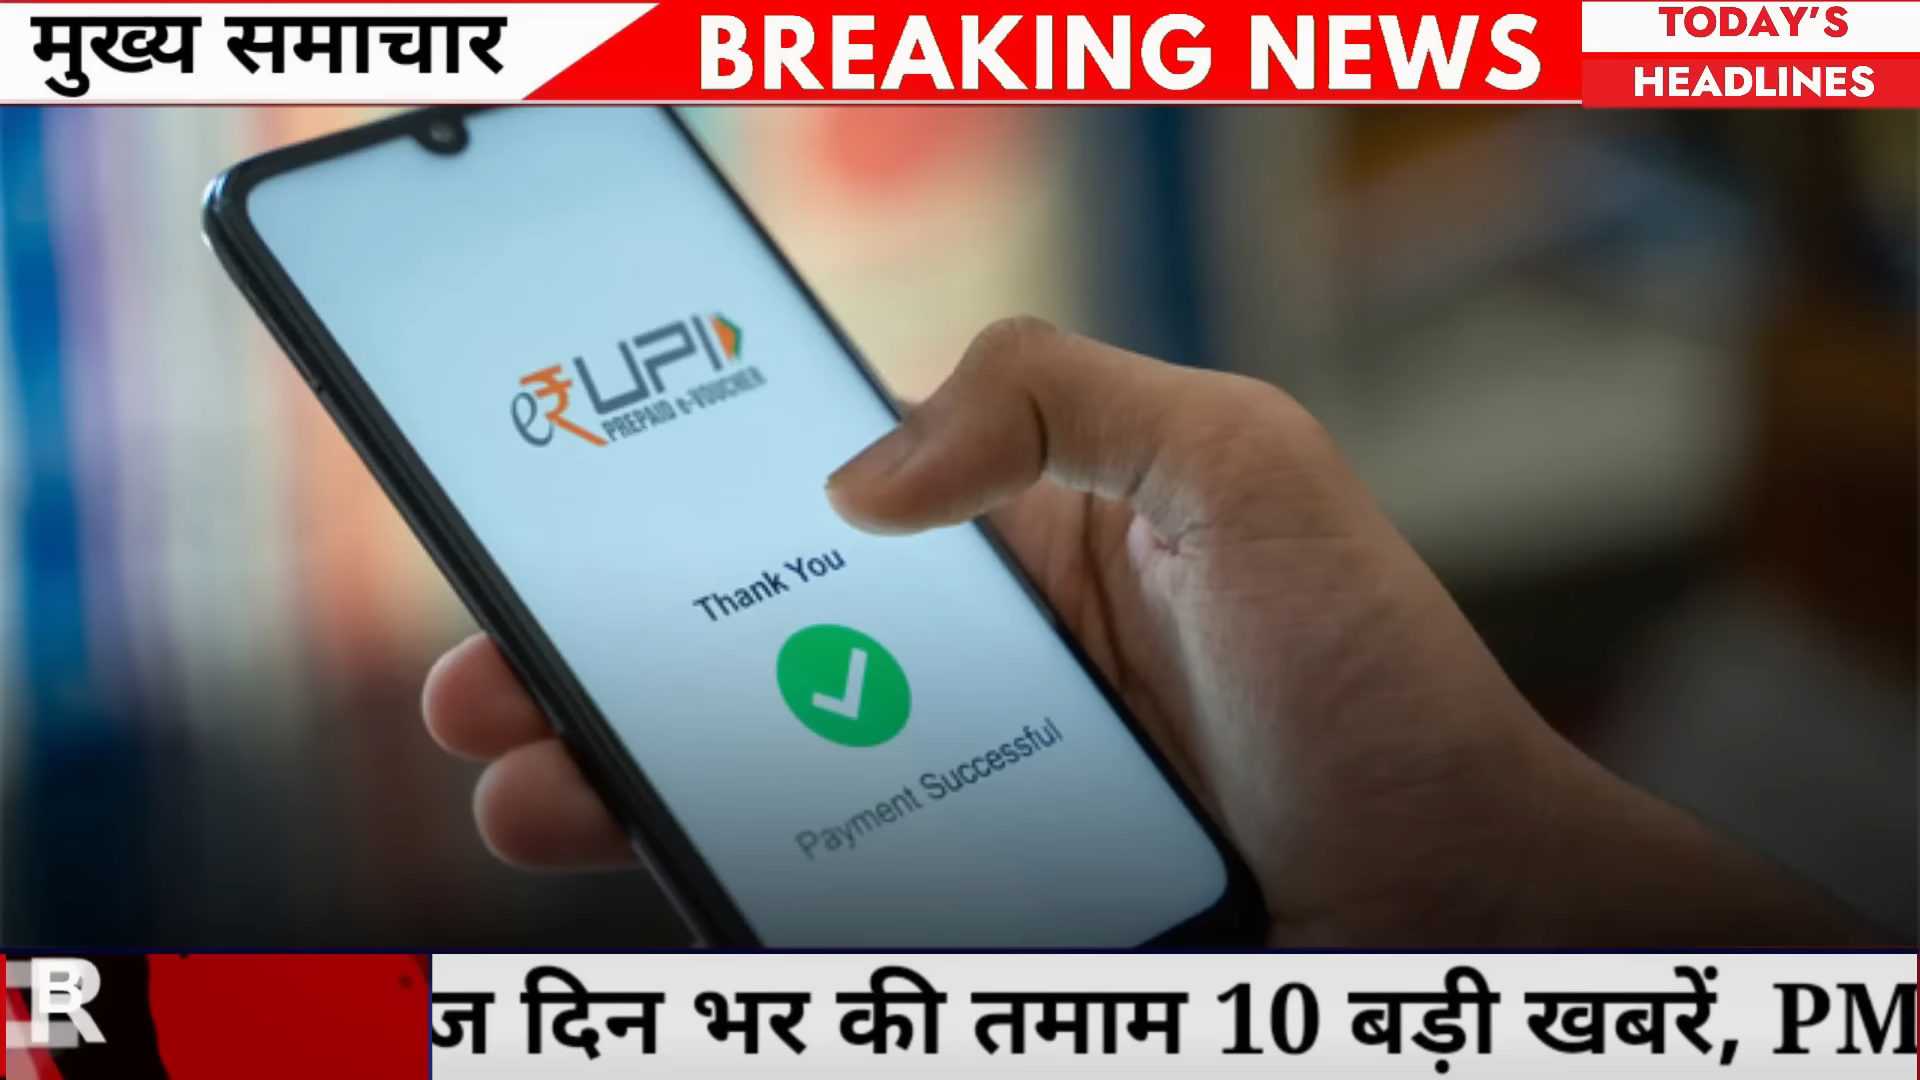 मुख्य समाचार
BREAKING NEWS
TODAY'S
HEADLINES
e₹UPI
PREPAID e-VOUCHER
Thank You
Payment Successful
ज दिन भर की तमाम 10 बड़ी खबरें, PM